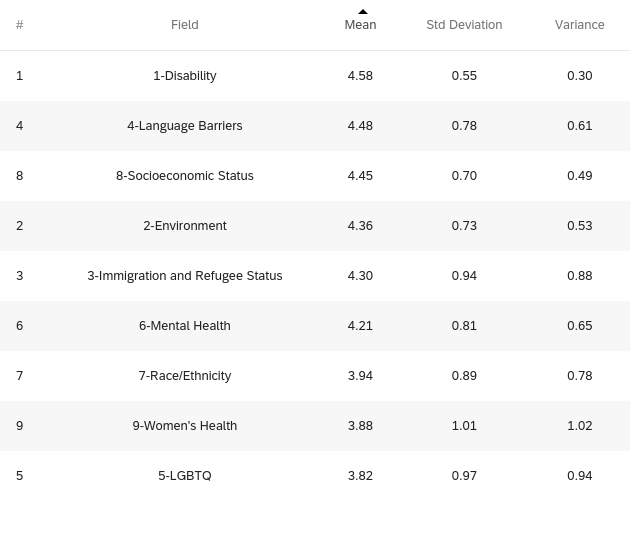 # Field Mean Std Deviation Variance
1 1-Disability 4.58 0.55 0.30
4 4-Language Barriers 4.48 0.78 0.61
8 8-Socioeconomic Status 4.45 0.70 0.49
2 2-Environment 4.36 0.73 0.53
3 3-Immigration and Refugee Status 4.30 0.94 0.88
6 6-Mental Health 4.21 0.81 0.65
7 7-Race/Ethnicity 3.94 0.89 0.78
9 9-Women's Health 3.88 1.01 1.02
5 5-LGBTQ 3.82 0.97 0.94